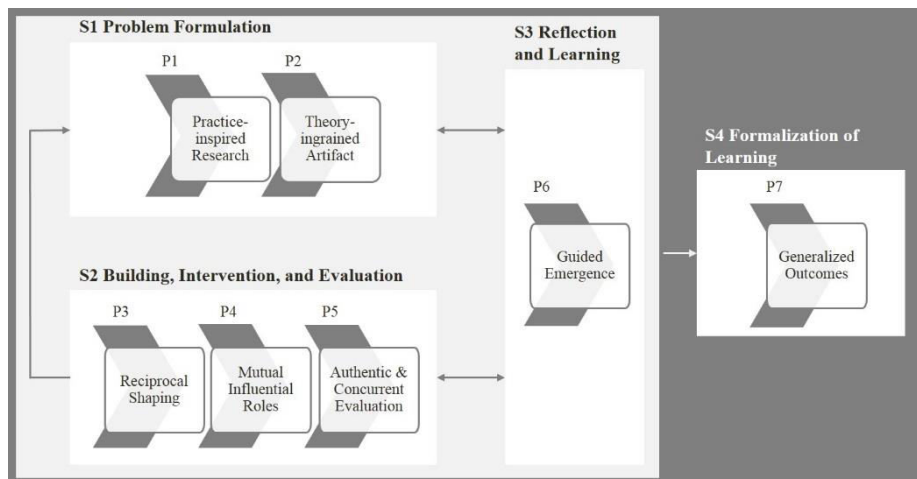 S1 Problem Formulation
P1
P2
Practice-
inspired
Research
Theory-
ingrained
Artifact
S2 Building, Intervention, and Evaluation
P3
P4
P5
Reciprocal
Shaping
Mutual
Influential
Roles
Authentic &
Concurrent
Evaluation
S3 Reflection
and Learning
P6
Guided
Emergence
S4 Formalization of
Learning
P7
Generalized
Outcomes